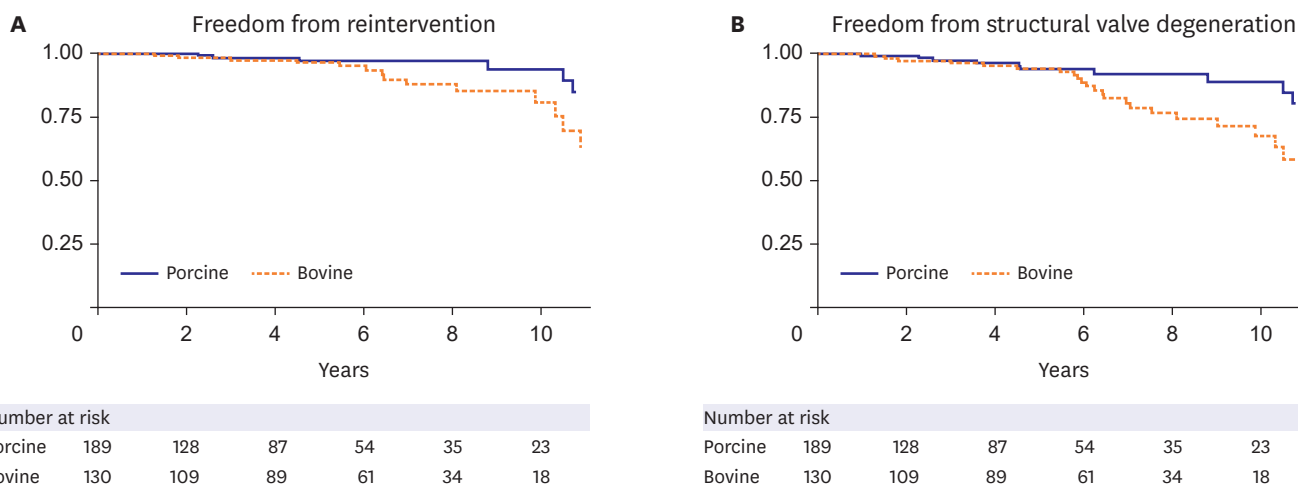 A Freedom from reintervention
1.00
0.75
0.50
0.25
Porcine Bovine
0 2 4 6 8 10
Years
umber at risk
orcine 189 128 87 54 35 23
ovine 130 109 89 61 34 18
B Freedom from structural valve degeneration
1.00
0.75
0.50
0.25
Porcine Bovine
0 2 4 6 8 10
Years
Number at risk
Porcine 189 128 87 54 35 23
Bovine 130 109 89 61 34 18